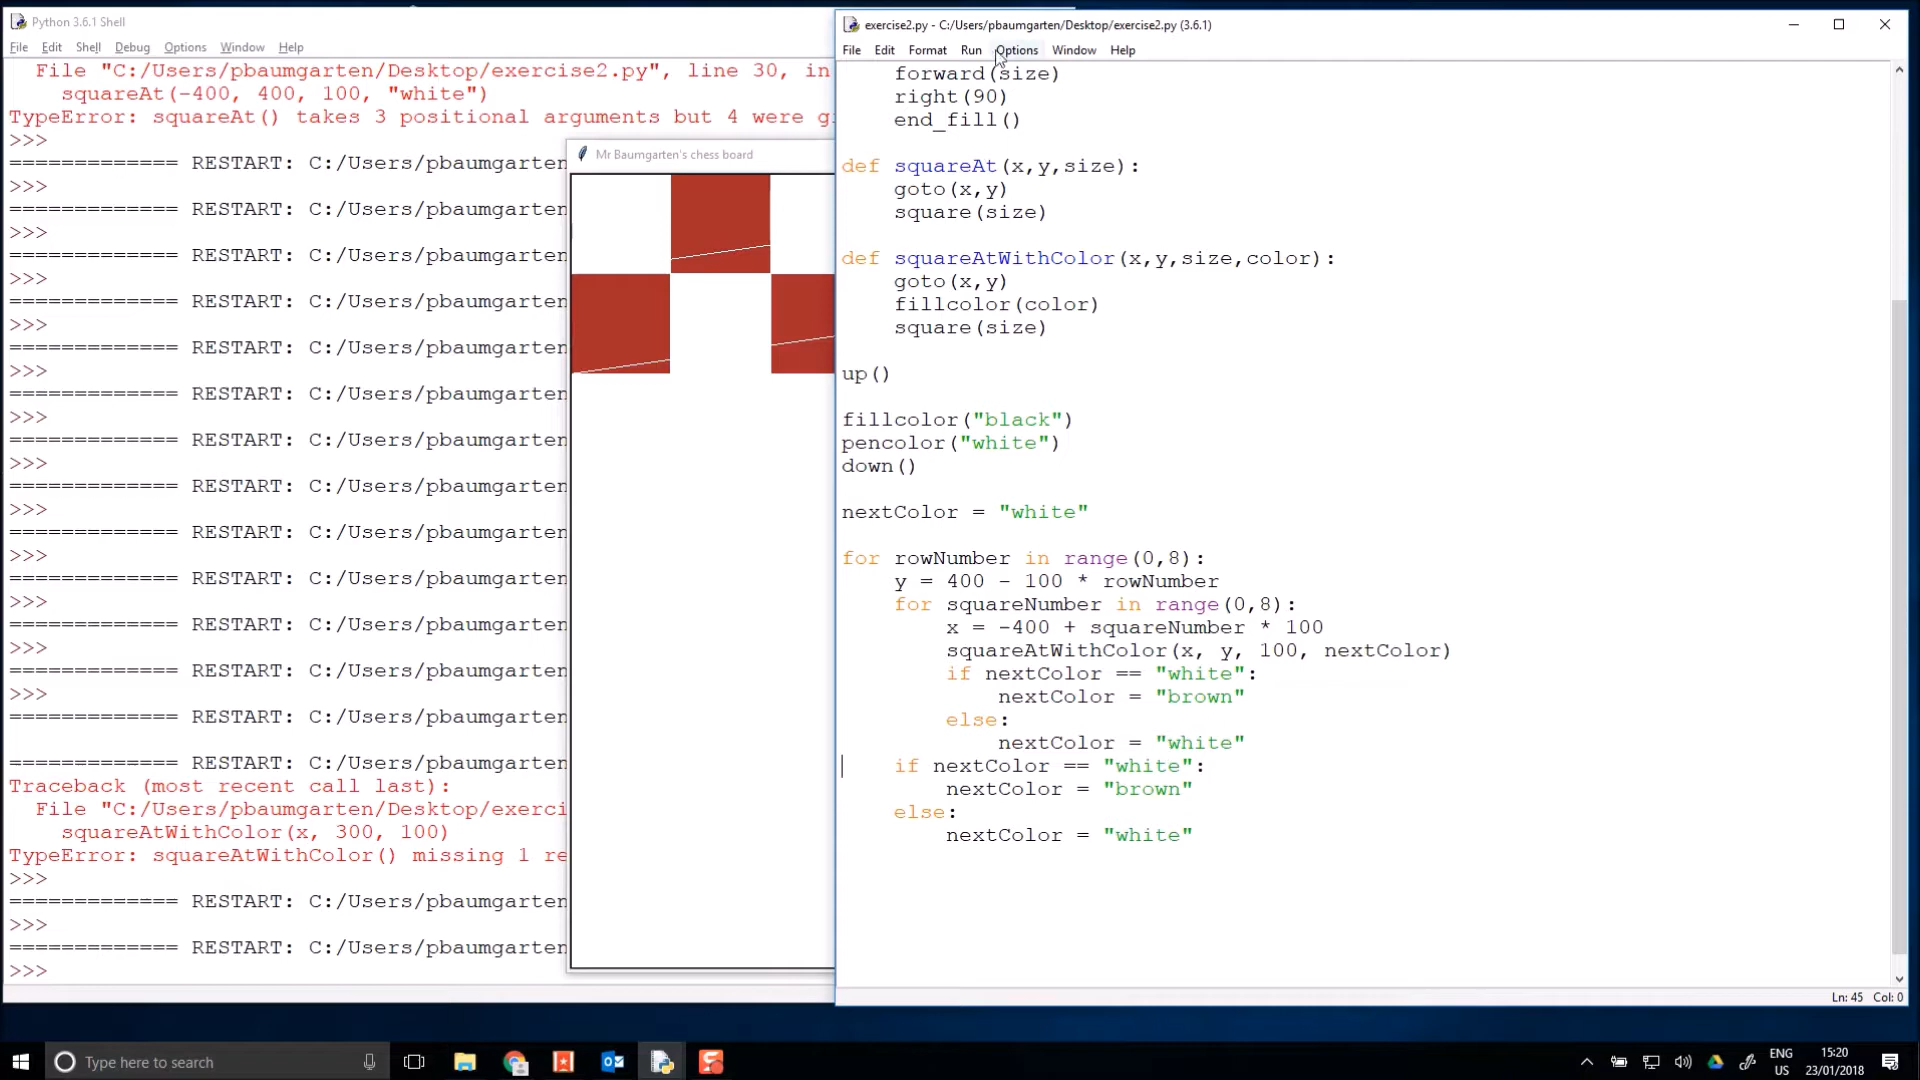 Python 3.6.1 Shell
File Edit Shell Debug Options Window Help
File "C:/Users/pbaumgarten/Desktop/exercise2.py", line 30, in
squareAt(-400, 400, 100, "white")
TypeError: squareAt() takes 3 positional arguments but 4 were gi
>>>
============= RESTART: C:/Users/pbaumgarten
>>>
============= RESTART: C:/Users/pbaumgarten
>>>
============= RESTART: C:/Users/pbaumgarten
>>>
============= RESTART: C:/Users/pbaumgarten
>>>
============= RESTART: C:/Users/pbaumgarten
>>>
============= RESTART: C:/Users/pbaumgarten
>>>
============= RESTART: C:/Users/pbaumgarten
>>>
============= RESTART: C:/Users/pbaumgarten
>>>
============= RESTART: C:/Users/pbaumgarten
>>>
============= RESTART: C:/Users/pbaumgarten
>>>
============= RESTART: C:/Users/pbaumgarten
>>>
============= RESTART: C:/Users/pbaumgarten
>>>
============= RESTART: C:/Users/pbaumgarten
============= RESTART: C:/Users/pbaumgarten
Traceback (most recent call last):
File "C:/Users/pbaumgarten/Desktop/exerci
squareAtWithColor(x, 300, 100)
TypeError: squareAtWithColor() missing 1 re
>>>
============= RESTART: C:/Users/pbaumgarten
>>>
============= RESTART: C:/Users/pbaumgarten
>>>
Mr Baumgarten's chess board
exercise2.py - C:/Users/pbaumgarten/Desktop/exercise2.py (3.6.1)
File Edit Format Run Options Window Help
forward(size)
right(90)
end_fill()
def squareAt(x,y,size):
goto(x,y)
square(size)
def squareAtWithColor(x,y,size,color):
goto(x,y)
fillcolor(color)
square(size)
up()
fillcolor("black")
pencolor("white")
down()
nextColor = "white"
for rowNumber in range(0,8):
y = 400 - 100 * rowNumber
for squareNumber in range(0,8):
x = -400 + squareNumber * 100
squareAtWithColor(x, y, 100, nextColor)
if nextColor == "white":
nextColor = "brown"
else:
nextColor = "white"
if nextColor == "white":
nextColor = "brown"
else:
nextColor = "white"
Ln: 45 Col: 0
Type here to search
ENG
US
15:20
23/01/2018